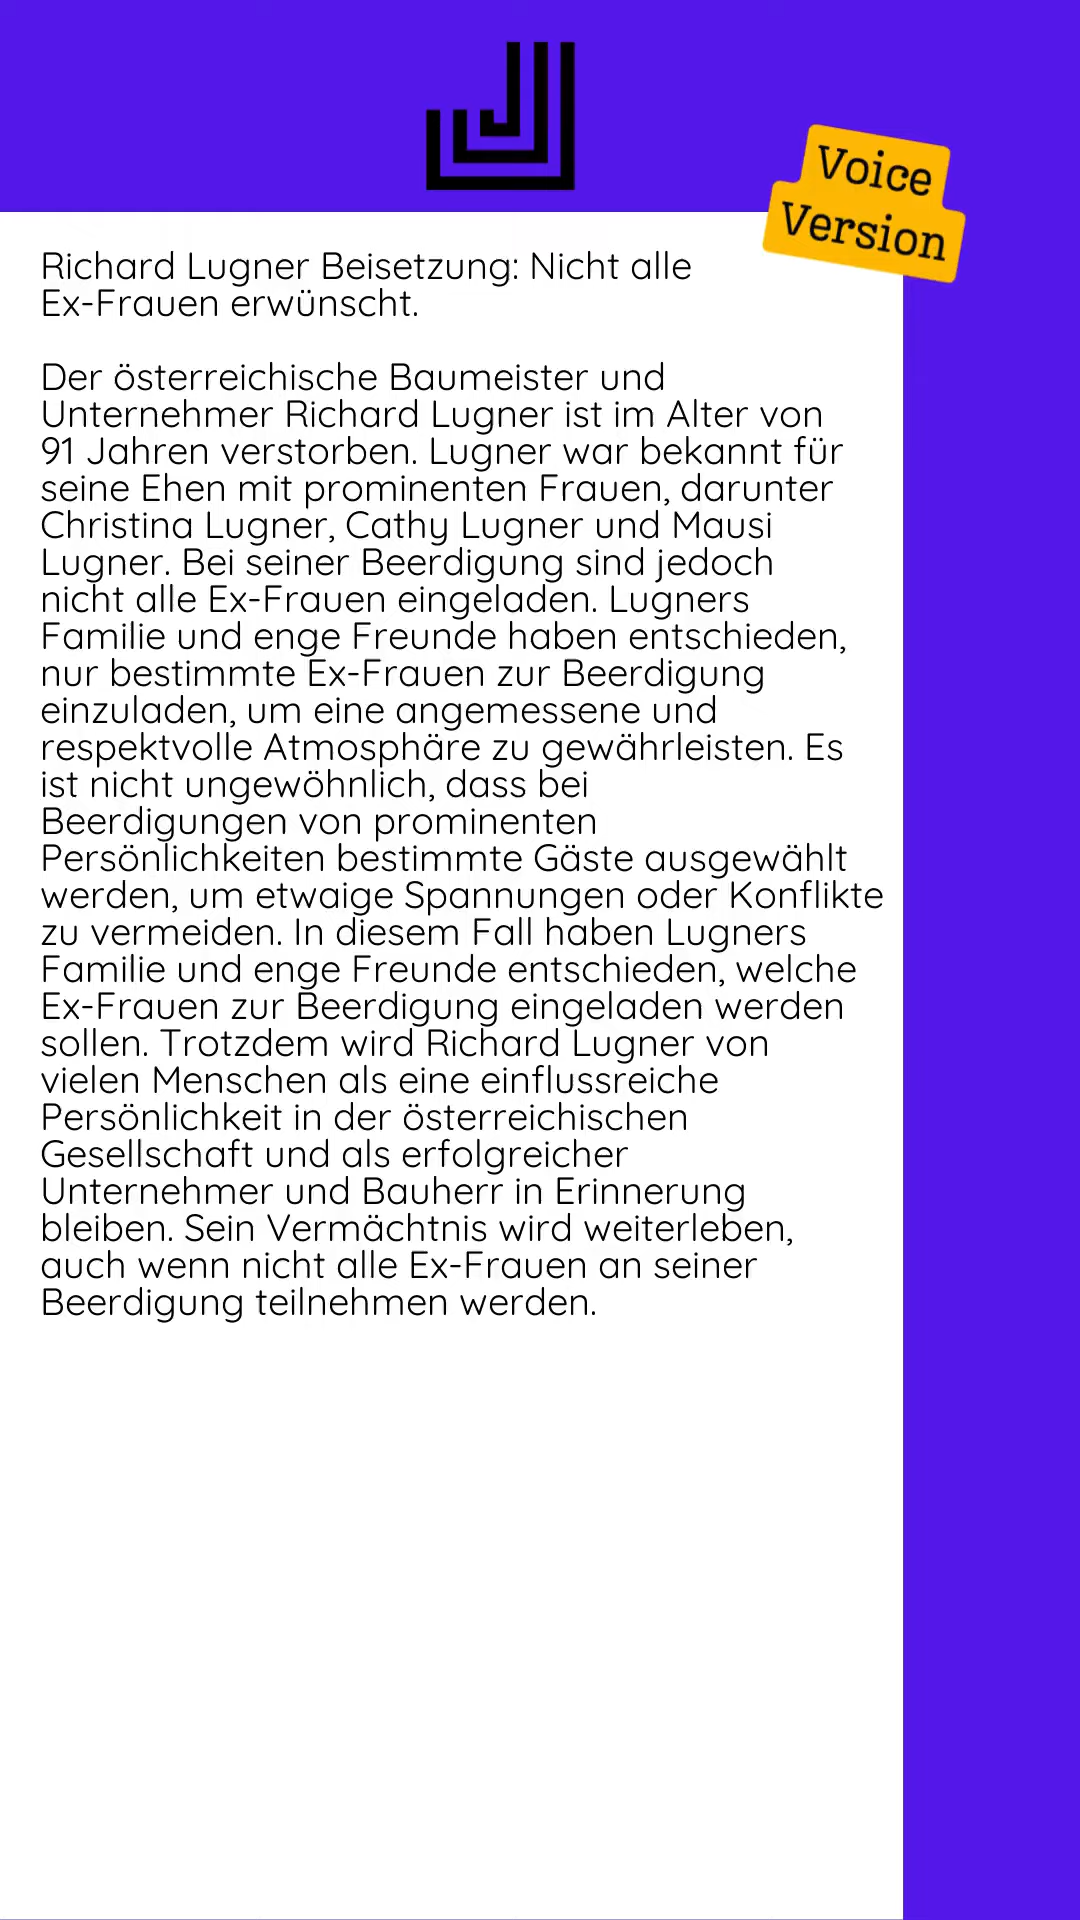 Voice
Version
Richard Lugner Beisetzung: Nicht alle
Ex-Frauen erwünscht.
Der österreichische Baumeister und
Unternehmer Richard Lugner ist im Alter von
91 Jahren verstorben. Lugner war bekannt für
seine Ehen mit prominenten Frauen, darunter
Christina Lugner, Cathy Lugner und Mausi
Lugner. Bei seiner Beerdigung sind jedoch
nicht alle Ex-Frauen eingeladen. Lugners
Familie und enge Freunde haben entschieden,
nur bestimmte Ex-Frauen zur Beerdigung
einzuladen, um eine angemessene und
respektvolle Atmosphäre zu gewährleisten. Es
ist nicht ungewöhnlich, dass bei
Beerdigungen von prominenten
Persönlichkeiten bestimmte Gäste ausgewählt
werden, um etwaige Spannungen oder Konflikte
zu vermeiden. In diesem Fall haben Lugners
Familie und enge Freunde entschieden, welche
Ex-Frauen zur Beerdigung eingeladen werden
sollen. Trotzdem wird Richard Lugner von
vielen Menschen als eine einflussreiche
Persönlichkeit in der österreichischen
Gesellschaft und als erfolgreicher
Unternehmer und Bauherr in Erinnerung
bleiben. Sein Vermächtnis wird weiterleben,
auch wenn nicht alle Ex-Frauen an seiner
Beerdigung teilnehmen werden.